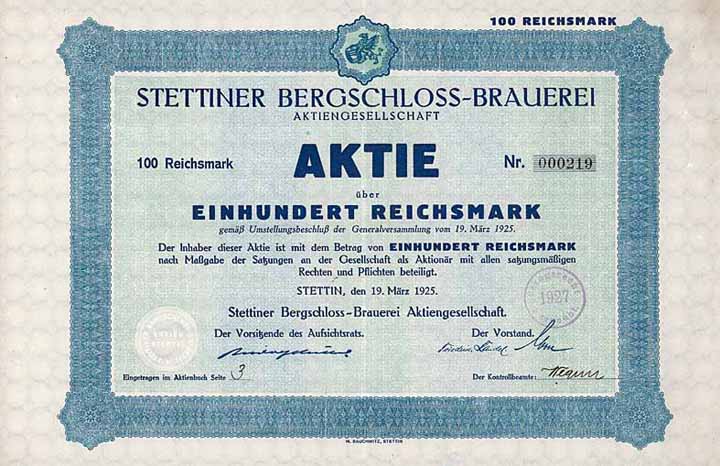 100 REICHSMARK
STETTINER BERGSCHLOSS-BRAUEREI
AKTIENGESELLSCHAFT
100 Reichsmark AKTIE Nr. 000219
über
EINHUNDERT REICHSMARK
gemäß Umstellungsbeschluß der Generalversammlung vom 19. März 1925.
Der Inhaber dieser Aktie ist mit dem Betrag von EINHUNDERT REICHSMARK
nach Maßgabe der Satzungen an der Gesellschaft als Aktionär mit allen satzungsmäßigen
Rechten und Pflichten beteiligt.
STETTIN, den 19. März 1925.
1927
Stettiner Bergschloss-Brauerei Aktiengesellschaft.
Der Vorsitzende des Aufsichtsrats. Der Vorstand.
Eingetragen im Aktienbuch Seite 3 Der Kontrollbeamte:
M. BAUCHWITZ, STETTIN